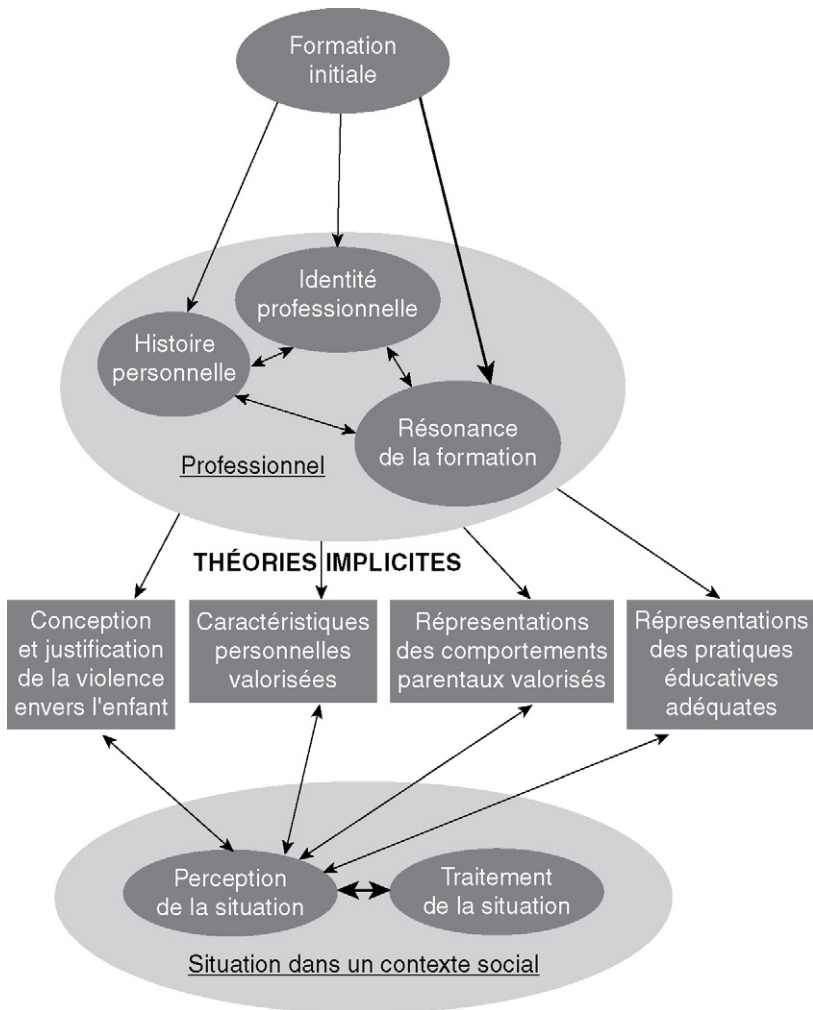 Formation
initiale
Identité
professionnelle
Histoire
personnelle
Résonance
de la formation
Professionnel
THÉORIES IMPLICITES
Conception
et justification
de la violence
envers l'enfant
Caractéristiques
personnelles
valorisées
Répresentations
des comportements
parentaux valorisés
Répresentations
des pratiques
éducatives
adéquates
Perception
de la situation
Traitement
de la situation
Situation dans un contexte social